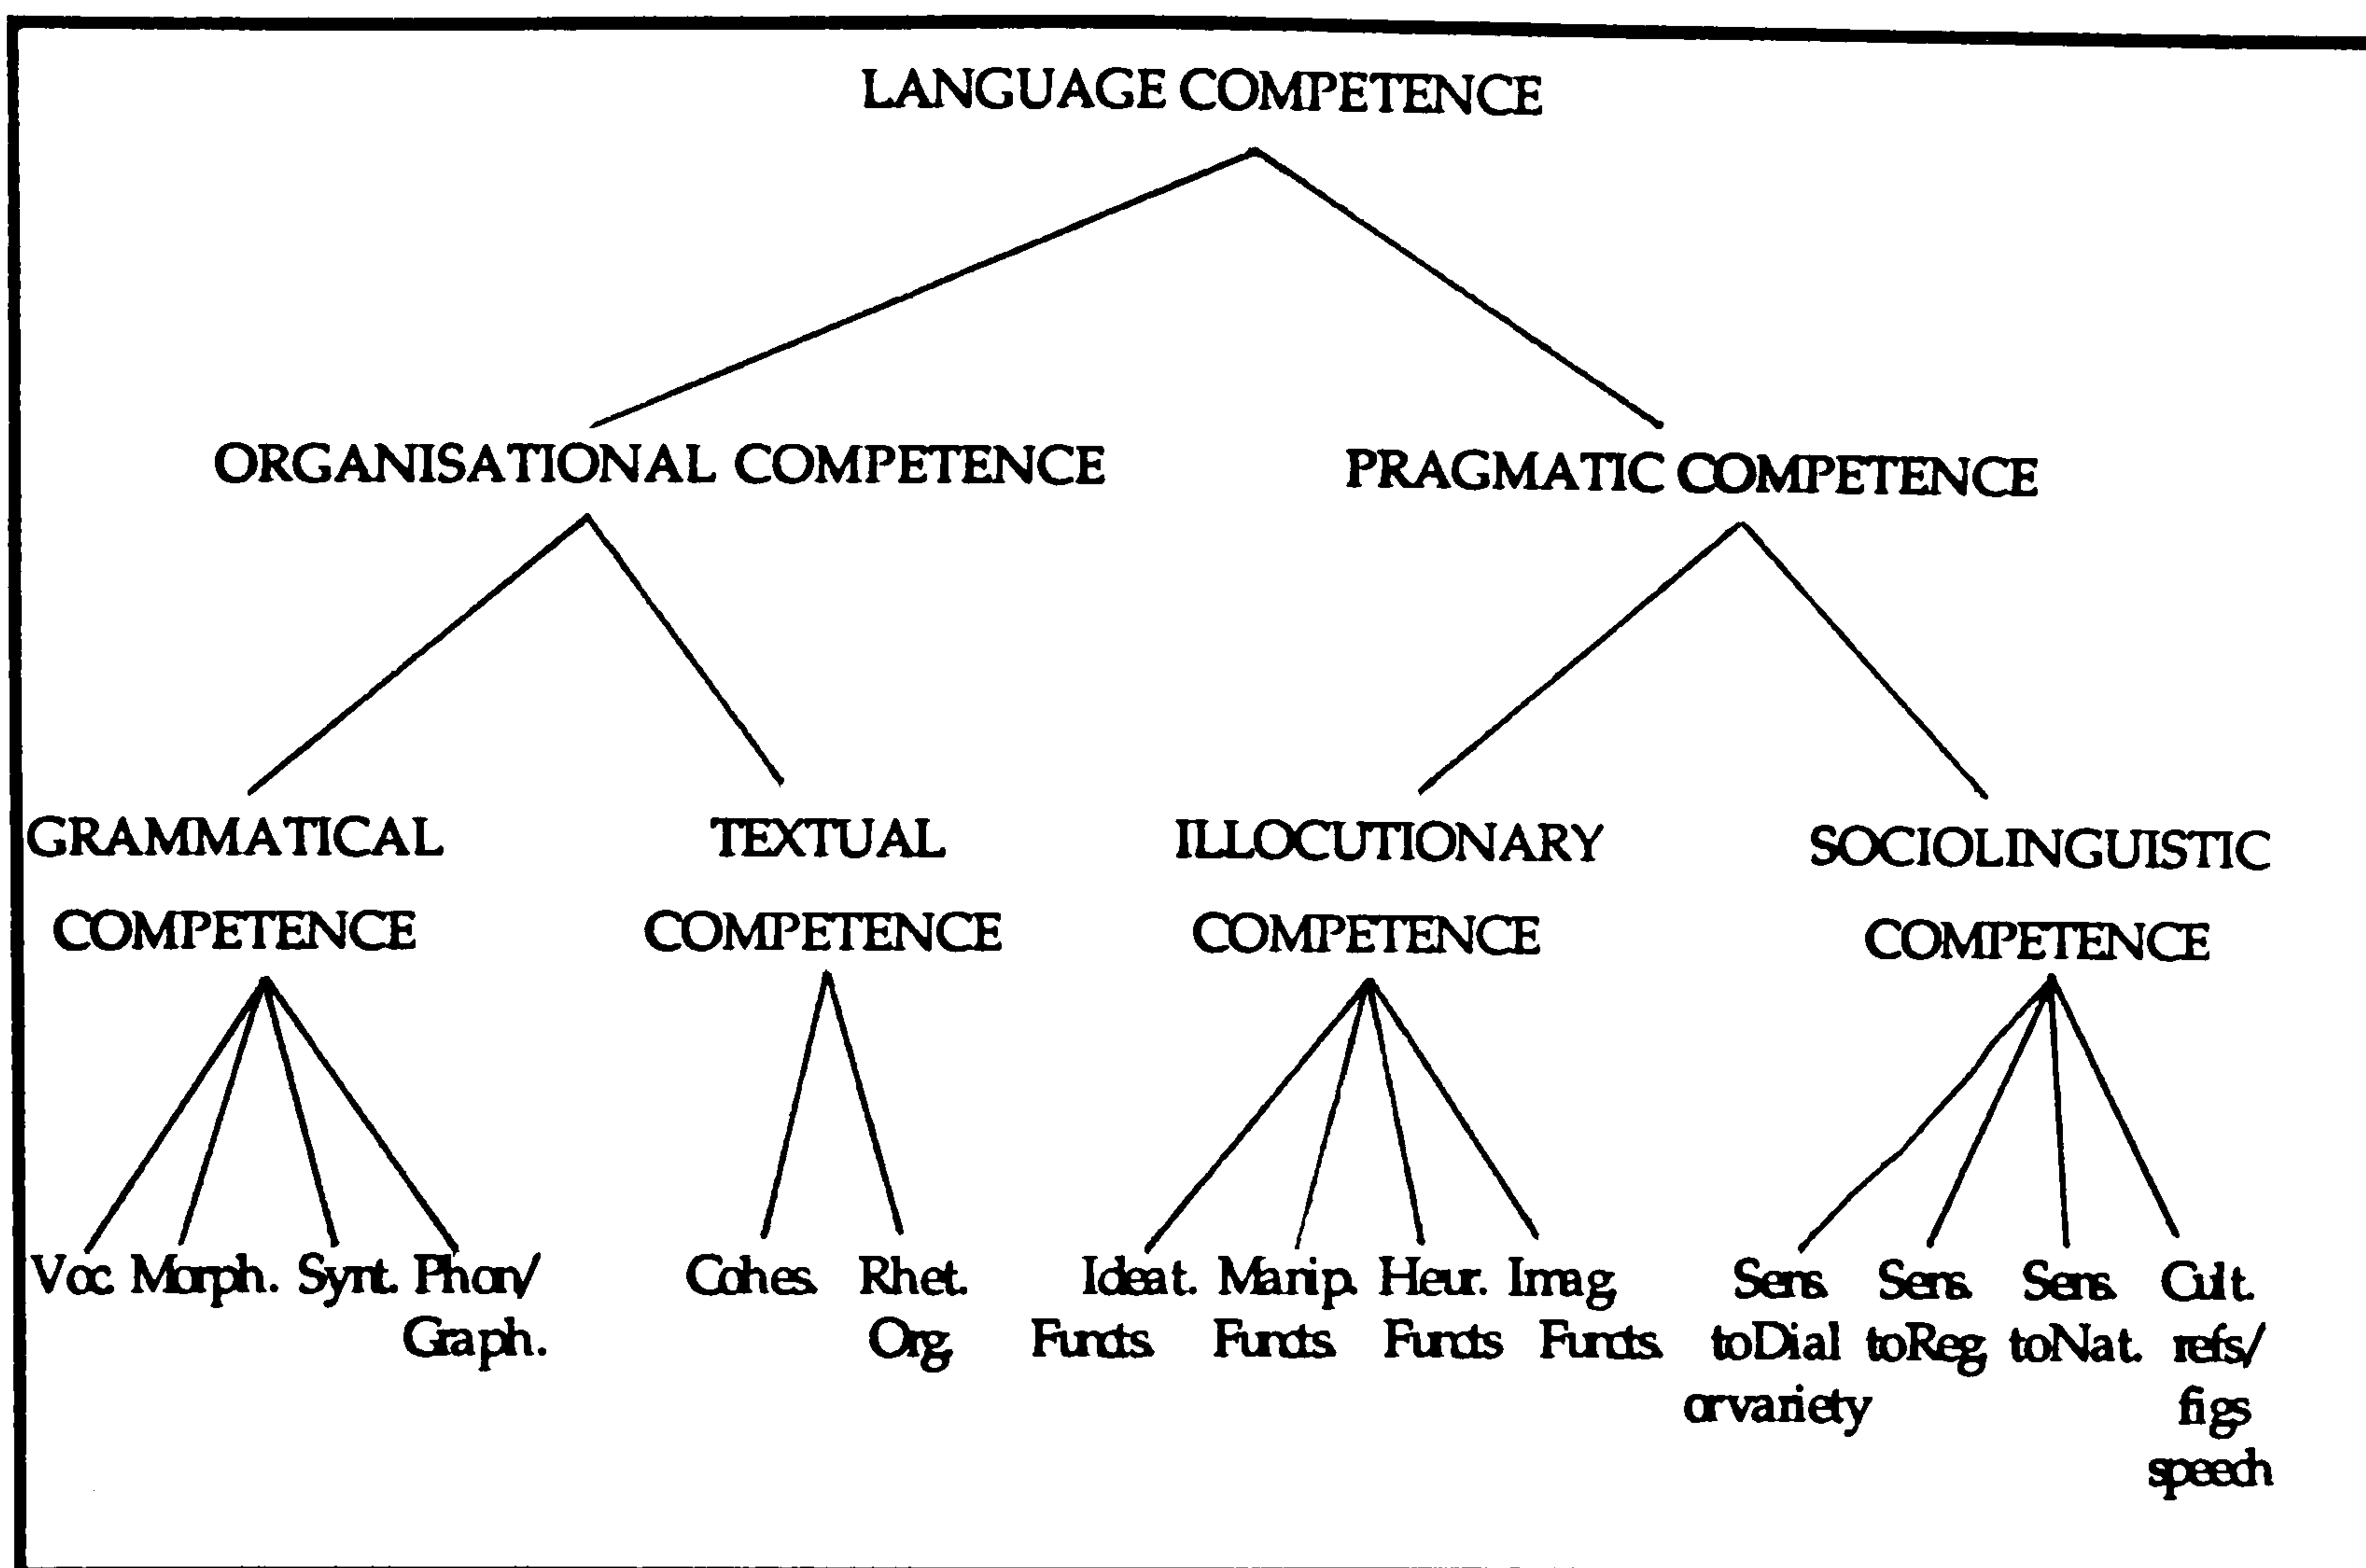 LANGUAGE COMPETENCE
ORGANISATIONAL COMPETENCE
PRAGMATIC COMPETENCE
GRAMMATICAL
COMPETENCE
TEXTUAL
COMPETENCE
ILLOCUTIONARY
COMPETENCE
SOCIOLINGUISTIC
COMPETENCE
Voc. Morph. Synt. Phon/
Graph.
Cohes. Rhet.
Org.
Ideat. Manip. Heur. Imag.
Functs. Functs. Functs. Functs.
Sens. Sens. Sens. Cult.
to Dial. to Reg. to Nat. refs/
or variety figs
speech